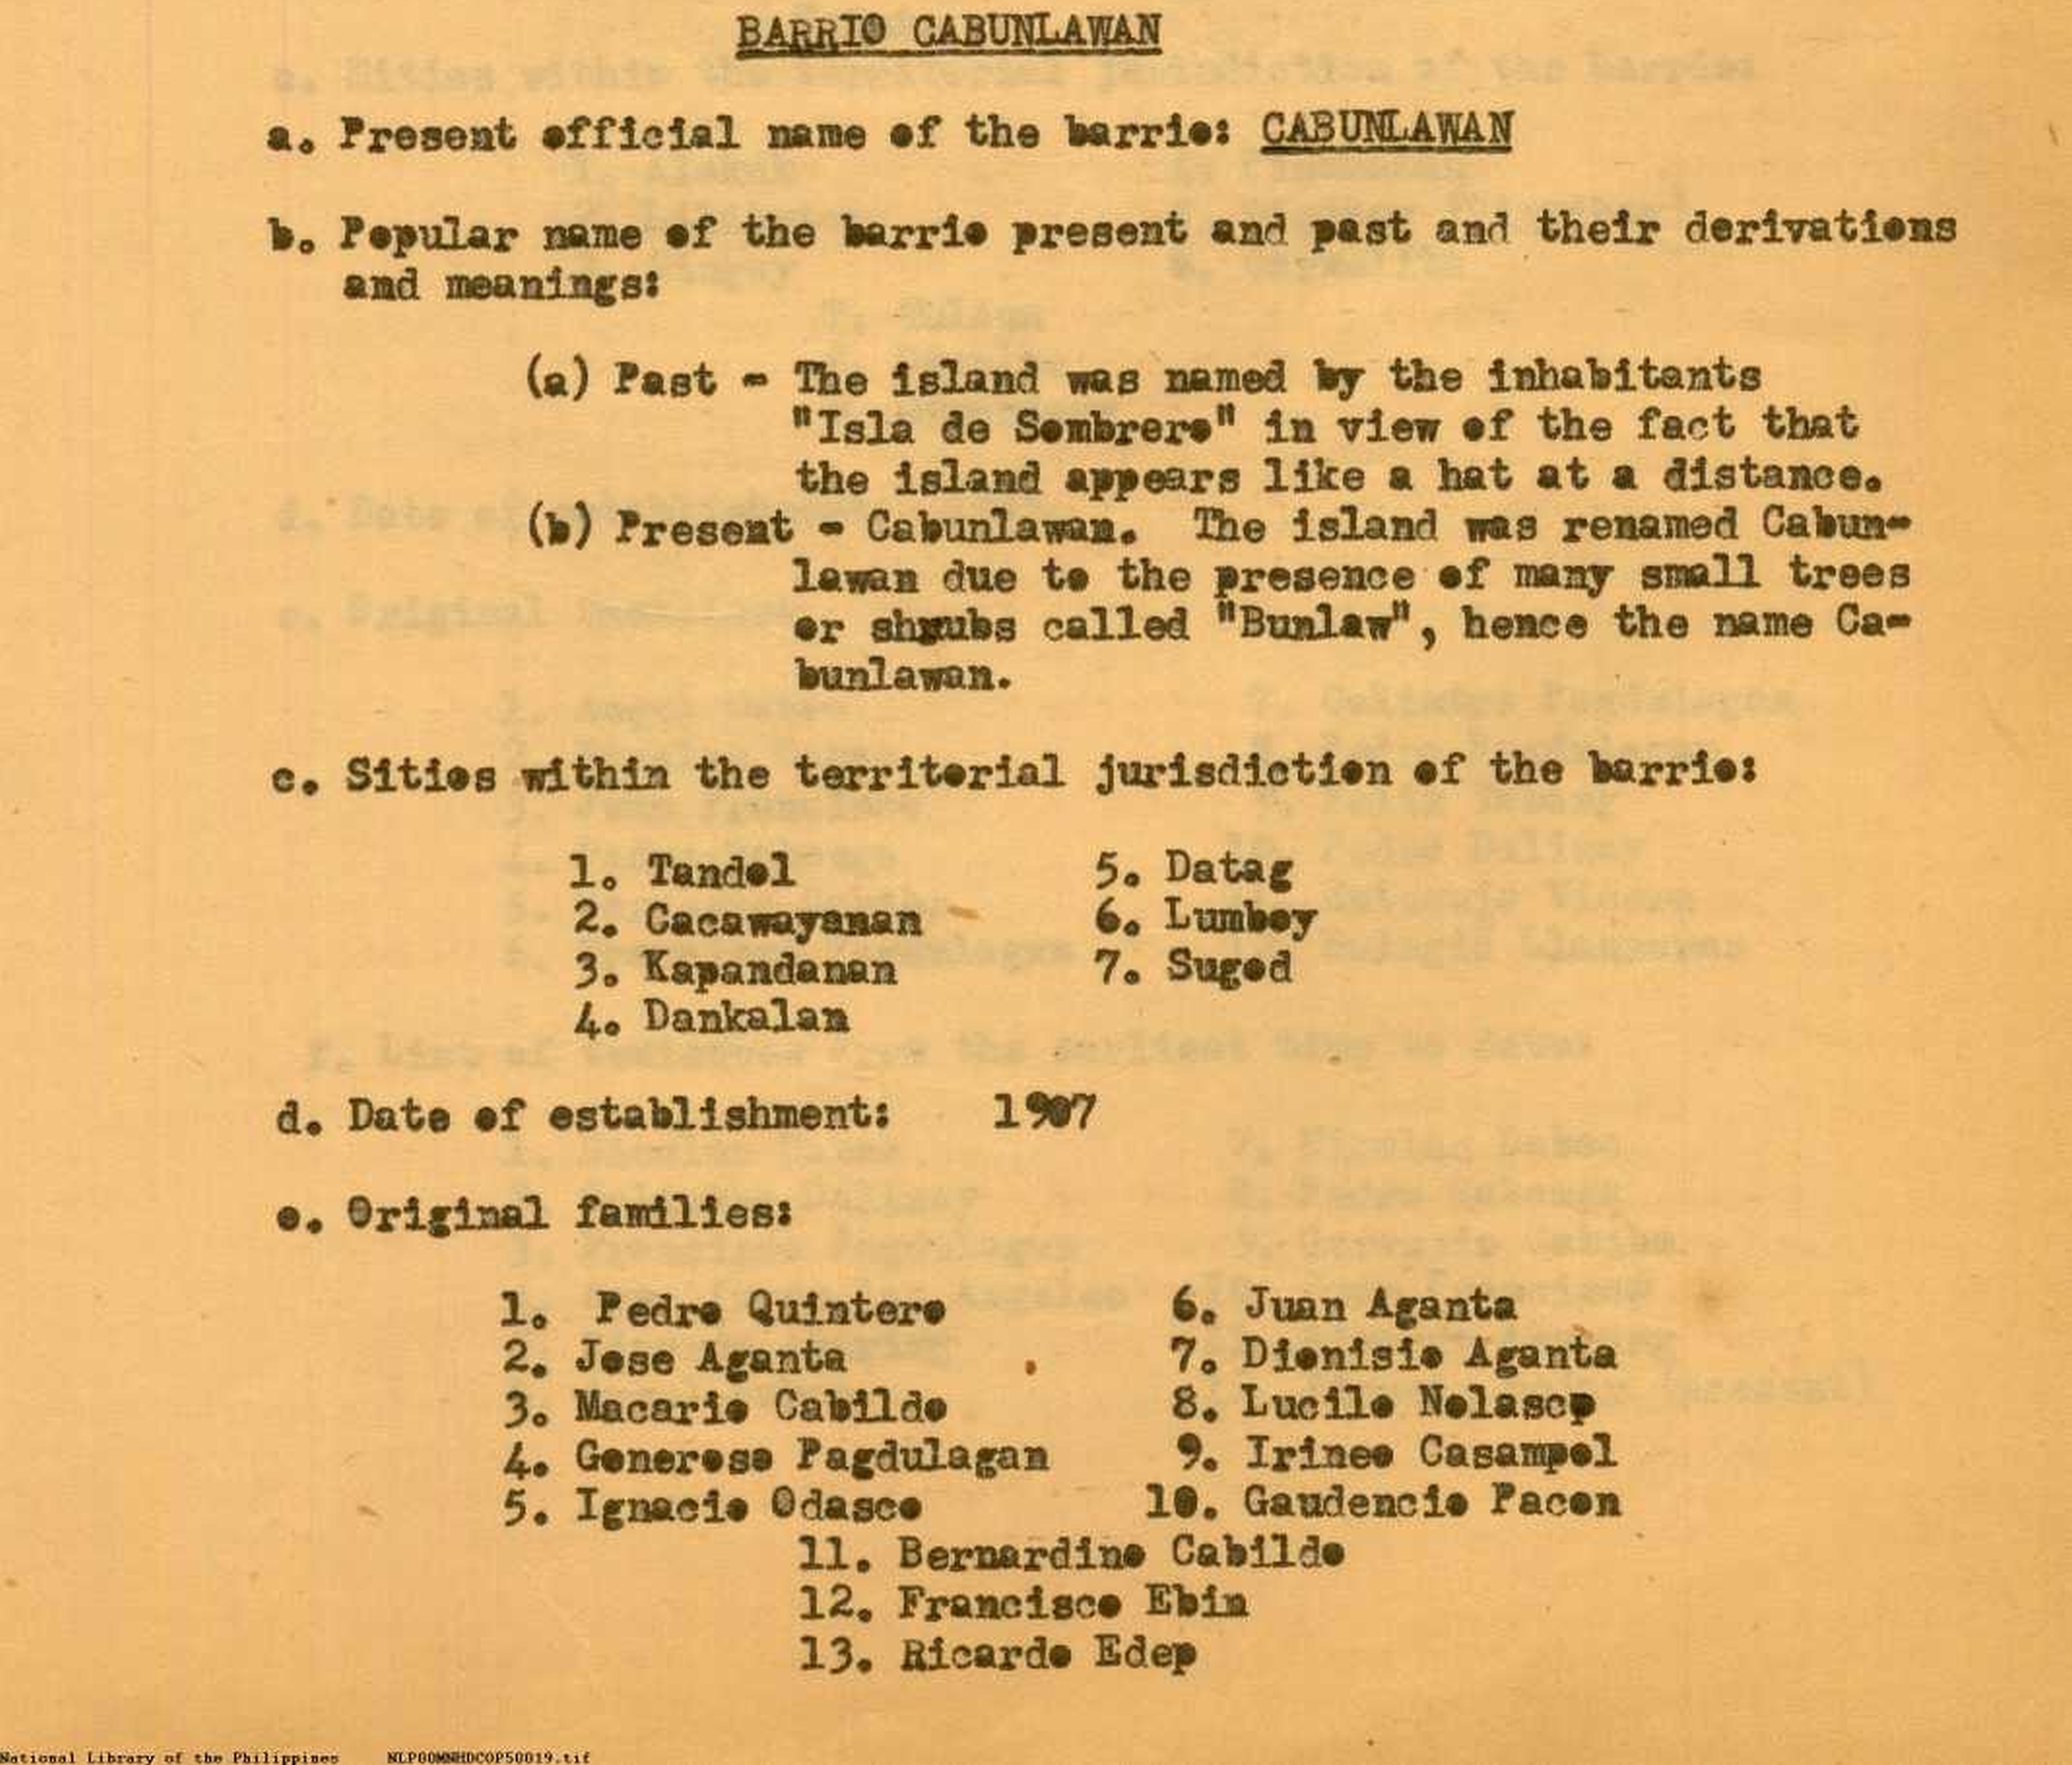 BARRIO CABUNLAWAN
a. Present official name of the barrio: CABUNLAWAN
b. Popular name of the barrio present and past and their derivations
and meanings:
(a) Past - The island was named by the inhabitants
"Isla de Sombrero" in view of the fact that
the island appears like a hat at a distance.
(b) Present - Cabunlawan. The island was renamed Cabun-
lawan due to the presence of many small trees
or shrubs called "Bunlaw", hence the name Ca-
bunlawan.
c. Sitios within the territorial jurisdiction of the barrio:
1. Tandol 5. Datag
2. Cacawayanan 6. Lumboy
3. Kapandanan 7. Sugod
4. Dankalan
d. Date of establishment: 1907
e. Original families:
1. Pedro Quintero 6. Juan Aganta
2. Jose Aganta 7. Dionisio Aganta
3. Macario Cabildo 8. Lucilo Nolasco
4. Generoso Pagdulagan 9. Irineo Casampol
5. Ignacio Odasco 10. Gaudencio Pacon
11. Bernardino Cabildo
12. Francisco Ebin
13. Ricardo Edep
National Library of the Philippines NLPOOMNHDCOP50019.tif